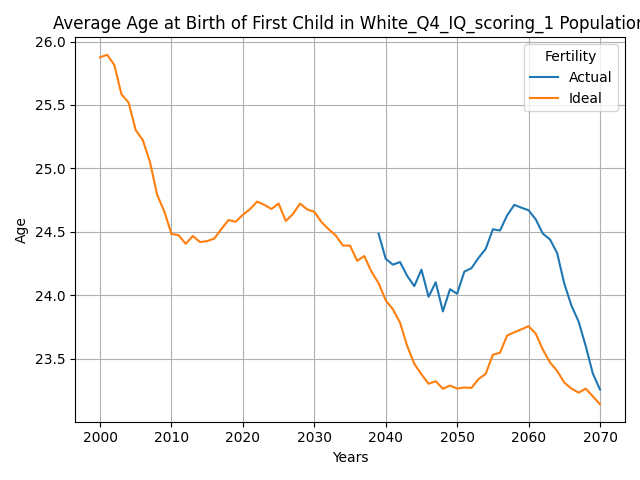 Average Age at Birth of First Child in White_Q4_IQ_scoring_1 Population
26.0
25.5
25.0
24.5
24.0
23.5
Age
Fertility
Actual
Ideal
2000 2010 2020 2030 2040 2050 2060 2070
Years